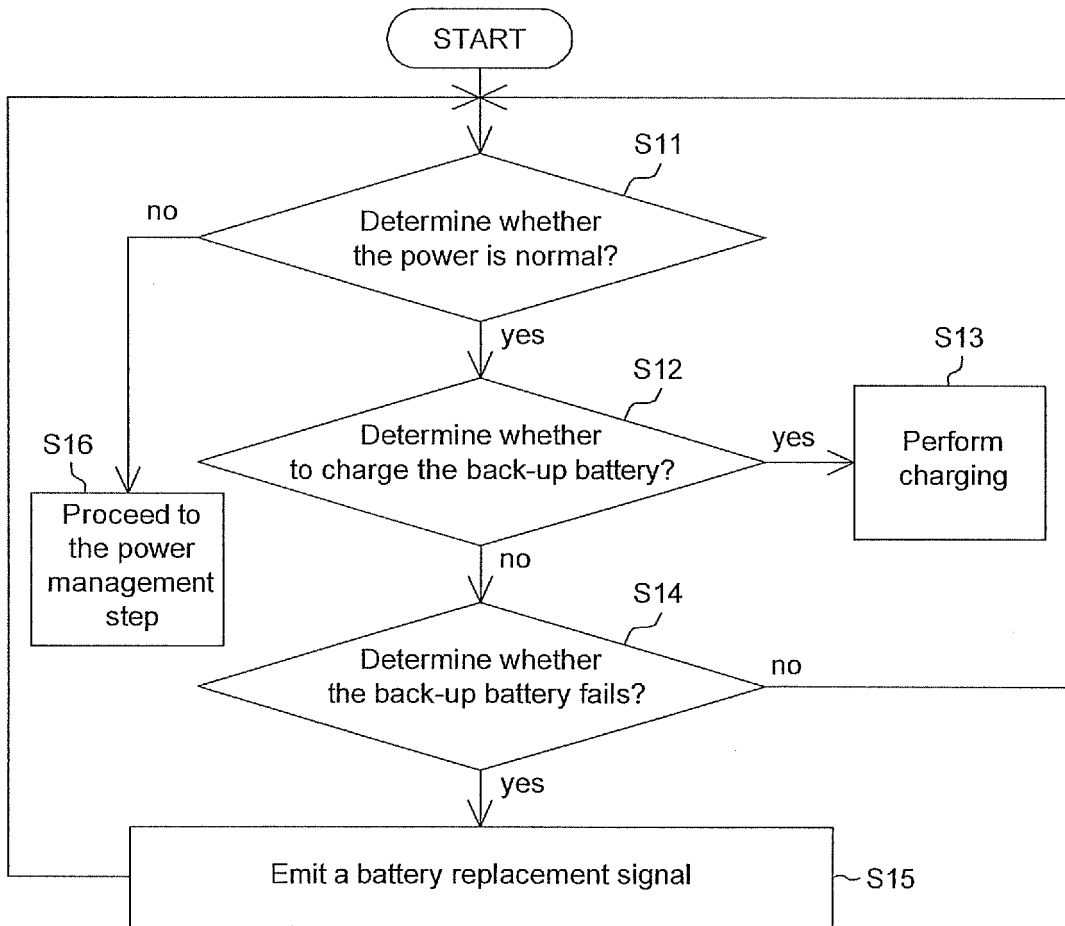 START
S11
no
Determine whether
the power is normal?
yes
S13
S12
Determine whether
to charge the back-up battery?
yes
Perform
charging
S16
Proceed to
the power
management
step
no
S14
Determine whether
the back-up battery fails?
no
yes
Emit a battery replacement signal
S15